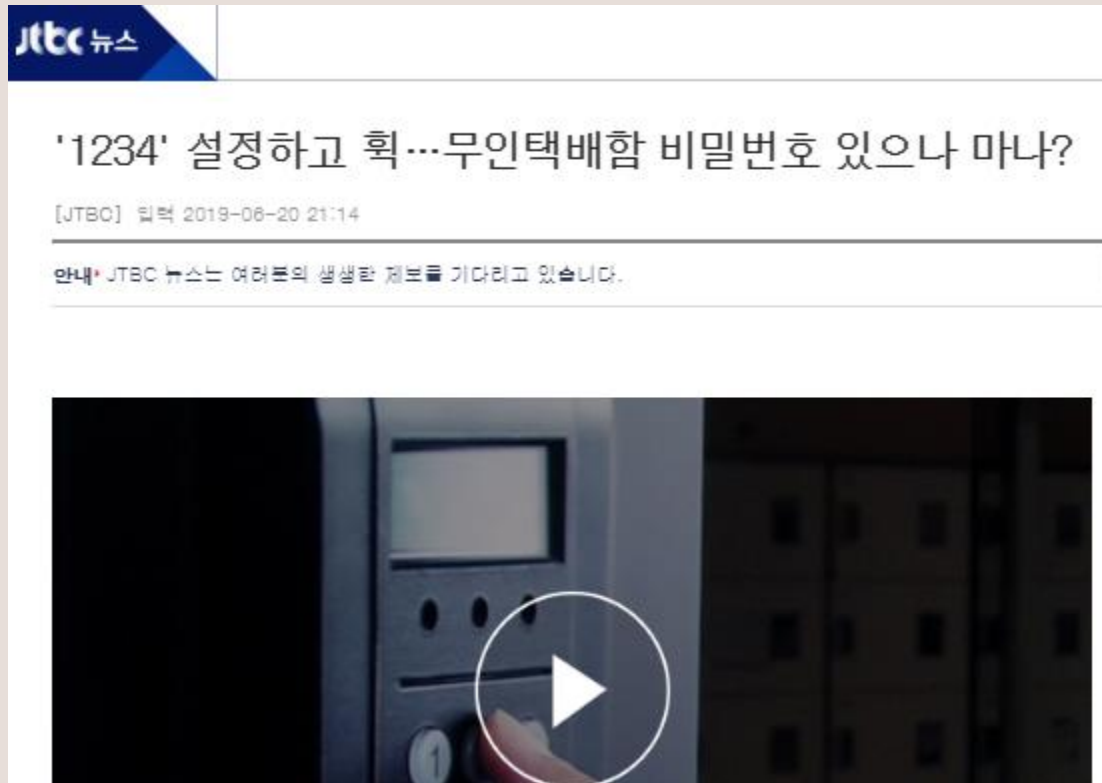 jtbc 뉴스
'1234' 설정하고 휙…무인택배함 비밀번호 있으나 마나?
[JTBC] 입력 2019-06-20 21:14
안내 JTBC 뉴스는 여러분의 생생한 제보를 기다리고 있습니다.
1